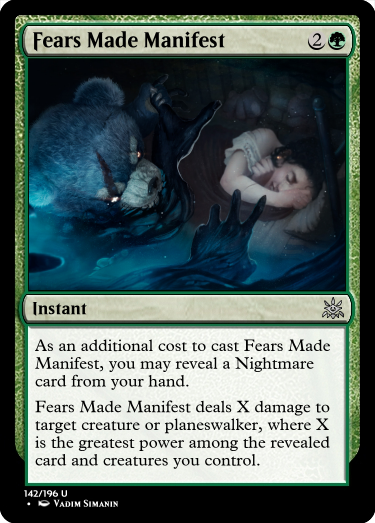 Fears Made Manifest 2
Instant
As an additional cost to cast Fears Made
Manifest, you may reveal a Nightmare
card from your hand.
Fears Made Manifest deals X damage to
target creature or planeswalker, where X
is the greatest power among the revealed
card and creatures you control.
142/196 U
• Vadim Simanin